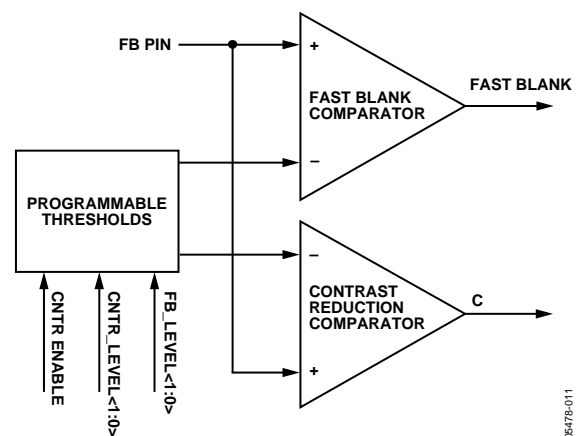 FB PIN
+
FAST BLANK
COMPARATOR
–
FAST BLANK
PROGRAMMABLE
THRESHOLDS
–
CONTRAST
REDUCTION
COMPARATOR
+
C
CNTR ENABLE
CNTR_LEVEL<1:0>
FB_LEVEL<1:0>
05478-011